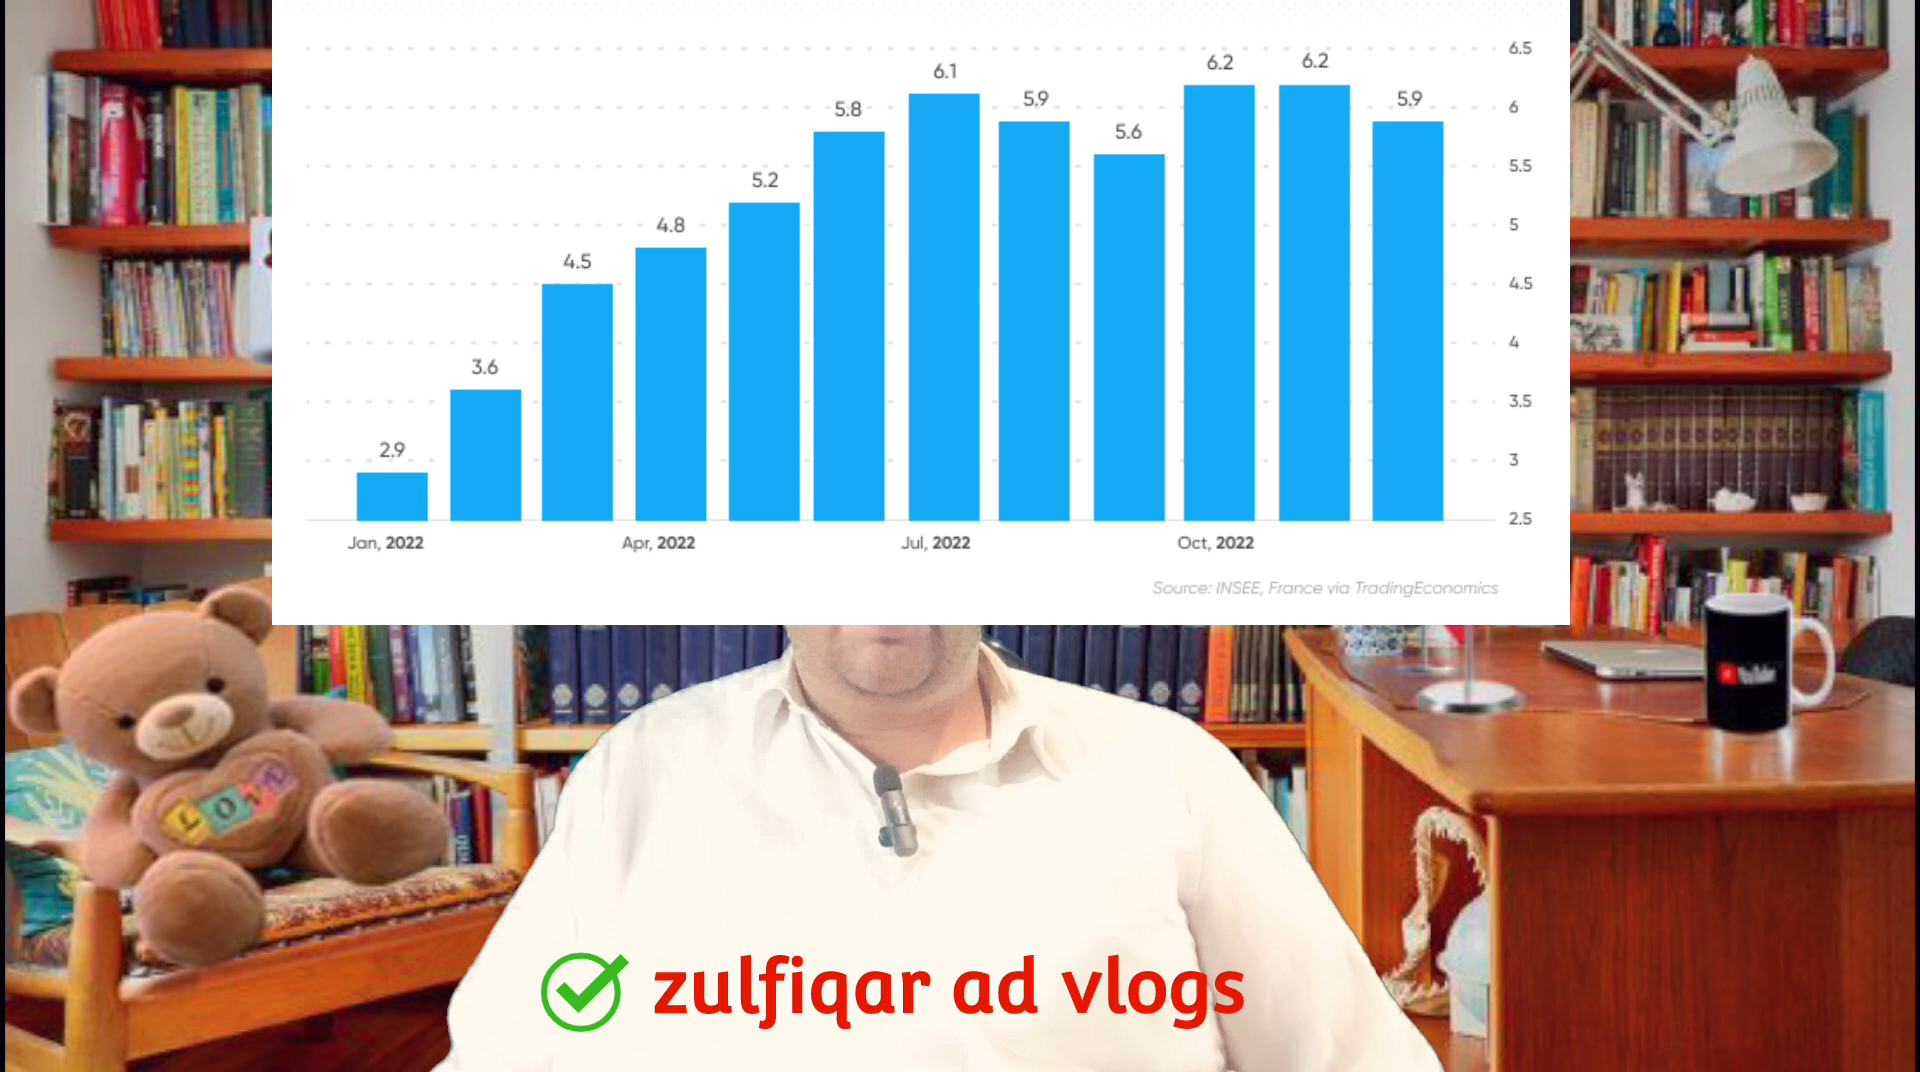 6.5
6.2
6.2
6.1
5.9
5.9
6
5.8
5.6
5.5
5.2
5
4.8
4.5
4.5
4
3.6
3.5
2.9
3
2.5
Jan, 2022
Apr, 2022
Jul, 2022
Oct, 2022
Source: INSEE, France via TradingEconomics
LOVE
YouTube
zulfiqar ad vlogs